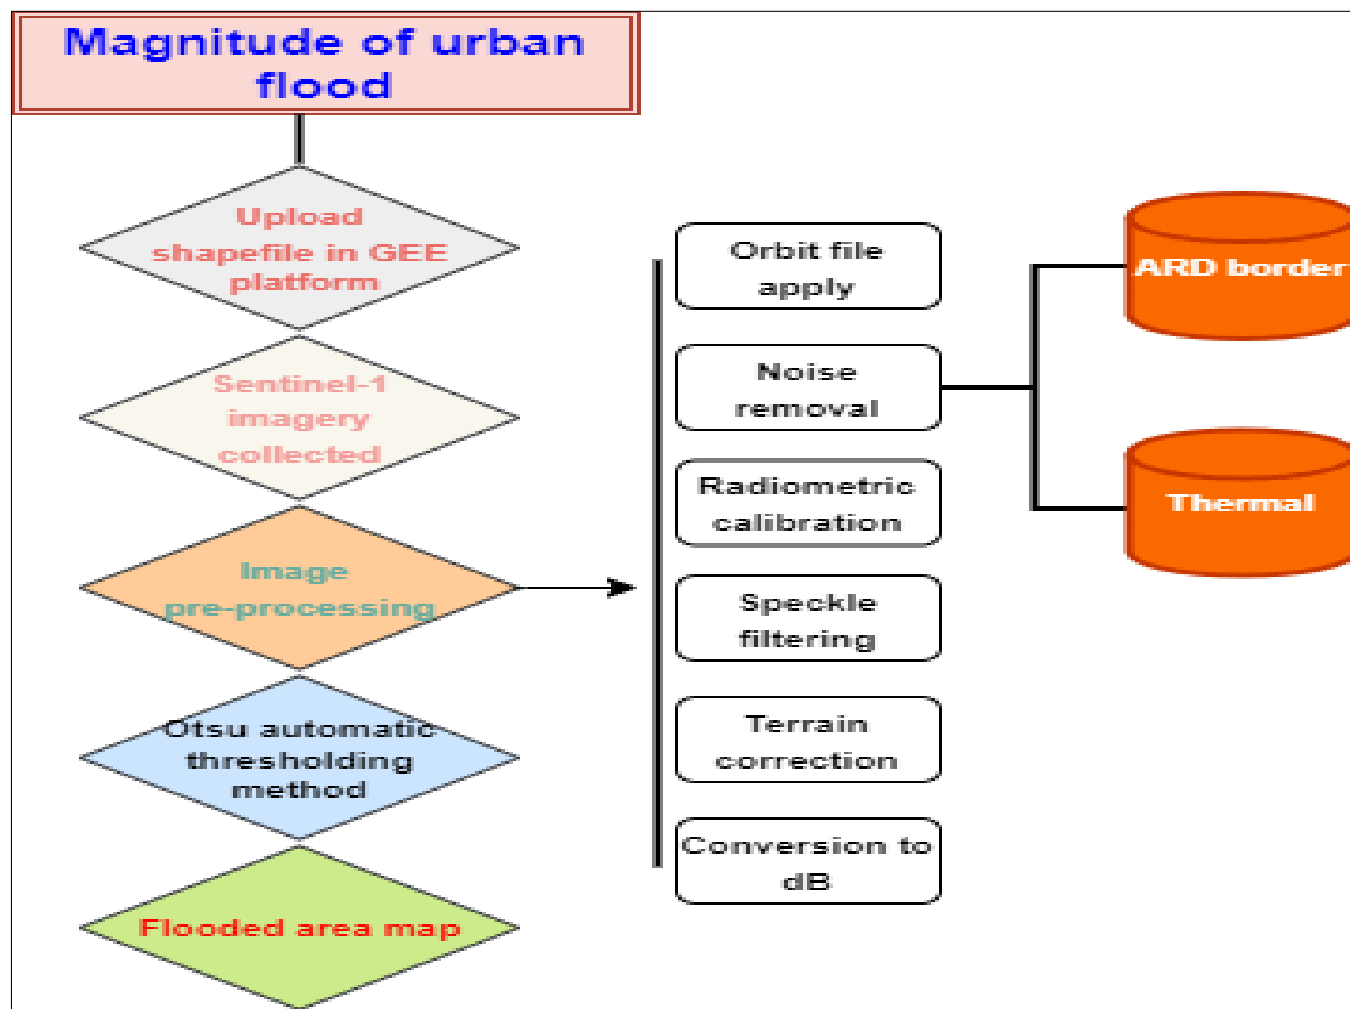 Magnitude of urban
flood
Upload
shapefile in GEE
platform
Sentinel-1
imagery
collected
Image
pre-processing
Otsu automatic
thresholding
method
Flooded area map
Orbit file
apply
Noise
removal
Radiometric
calibration
Speckle
filtering
Terrain
correction
Conversion to
dB
ARD border
Thermal